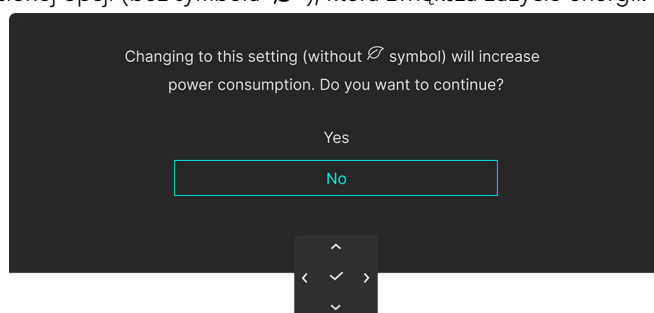 Changing to this setting (without symbol) will increase
power consumption. Do you want to continue?
Yes
No